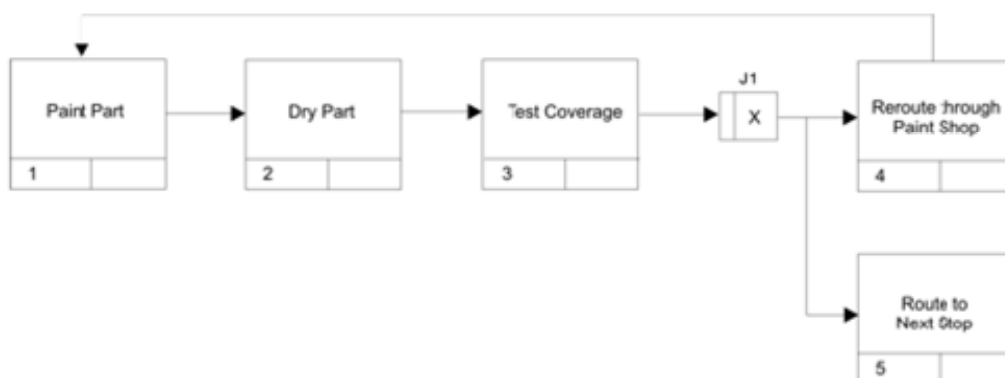 Paint Part
1
Dry Part
2
Test Coverage
3
J1
X
Reroute through
Paint Shop
4
Route to
Next Stop
5